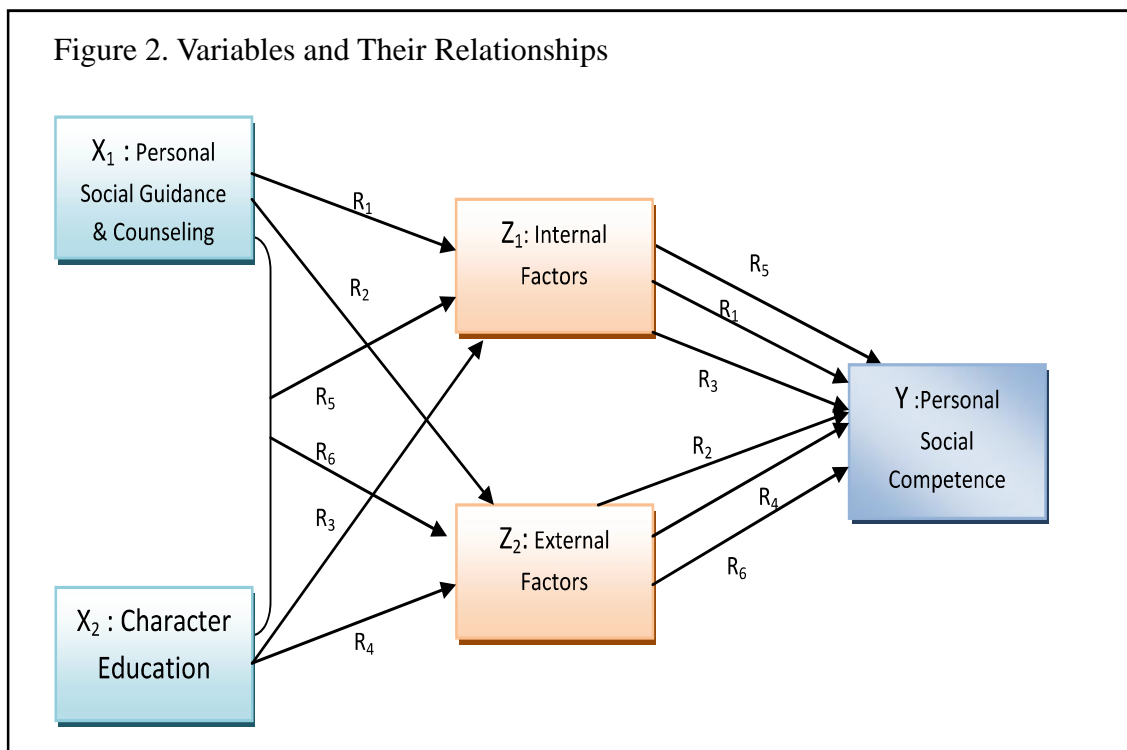 Figure 2. Variables and Their Relationships
X₁ : Personal
Social Guidance
& Counseling
R₁
R₂
R₅
R₆
R₃
R₄
X₂ : Character
Education
Z₁: Internal
Factors
Z₂: External
Factors
R₅
R₁
R₃
R₂
R₄
R₆
Y :Personal
Social
Competence